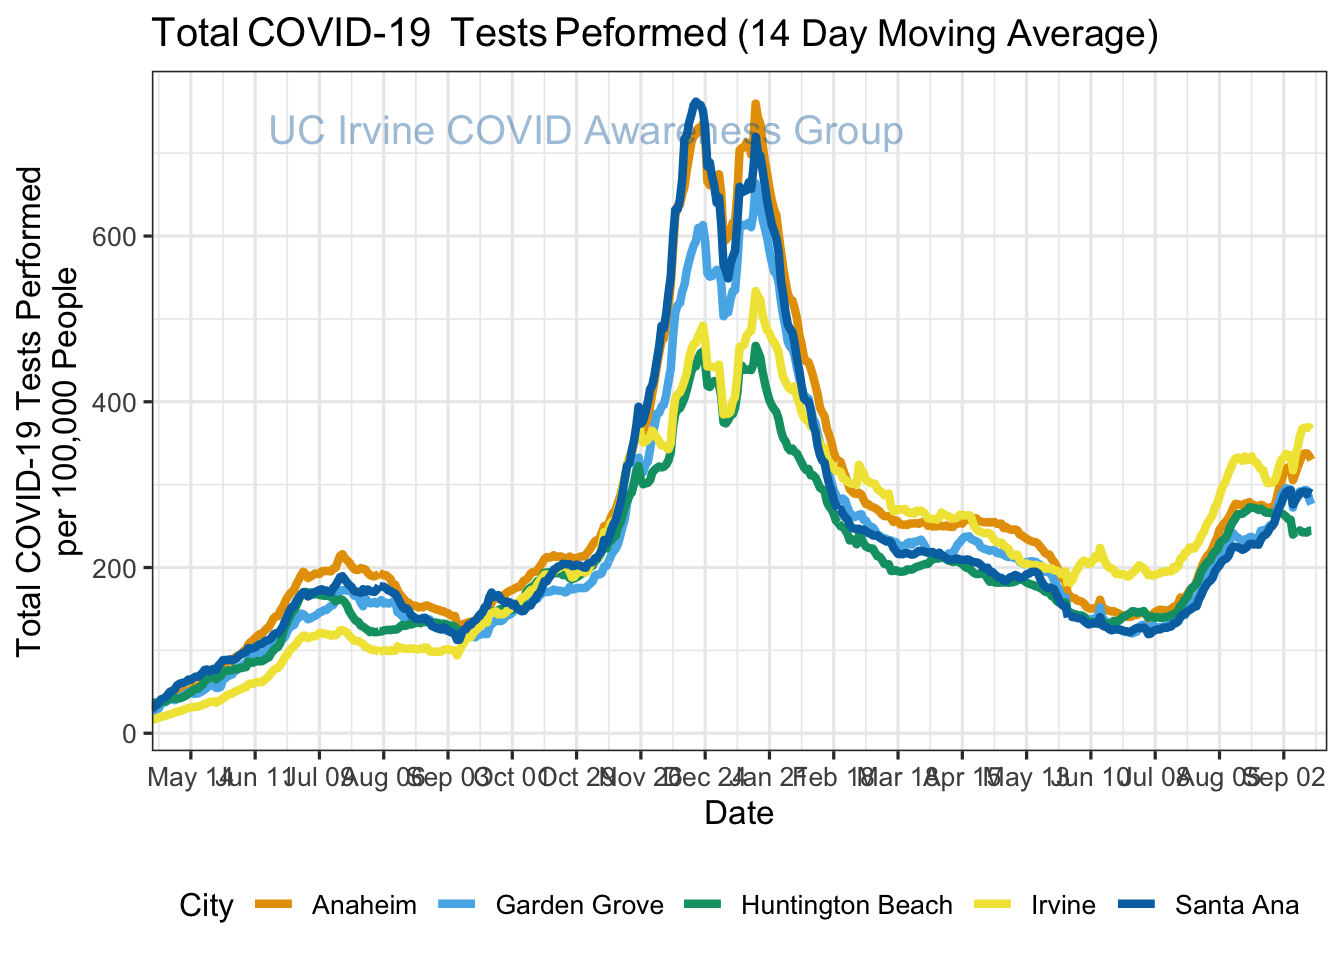 Total COVID-19 Tests Peformed (14 Day Moving Average)
UC Irvine COVID Awareness Group
Total COVID-19 Tests Performed
per 100,000 People
600
400
200
0
May 14 Jun 11 Jul 09 Aug 06 Sep 03 Oct 01 Oct 29 Nov 26 Dec 24 Jan 21 Feb 18 Mar 18 Apr 15 May 13 Jun 10 Jul 08 Aug 05 Sep 02
Date
City Anaheim Garden Grove Huntington Beach Irvine Santa Ana